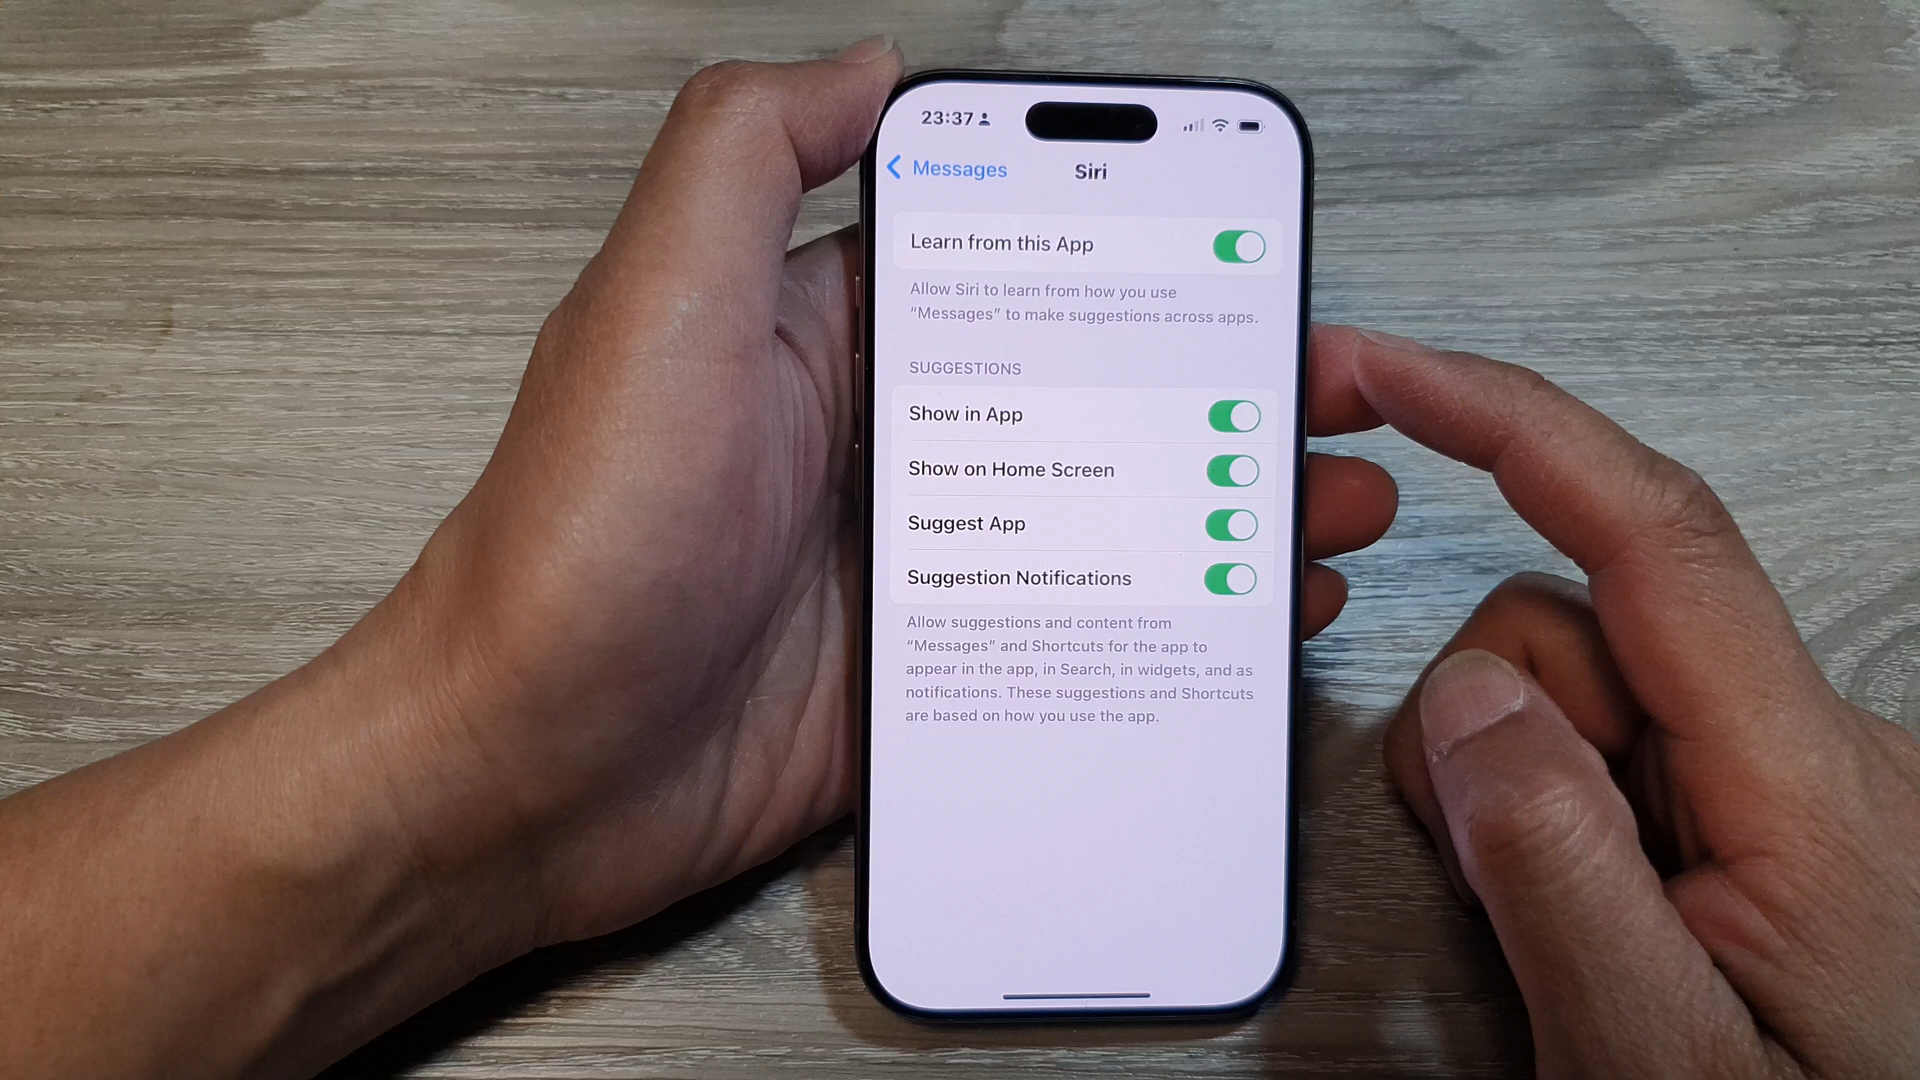 23:37
Messages
Siri
Learn from this App
Allow Siri to learn from how you use
“Messages” to make suggestions across apps.
SUGGESTIONS
Show in App
Show on Home Screen
Suggest App
Suggestion Notifications
Allow suggestions and content from
“Messages” and Shortcuts for the app to
appear in the app, in Search, in widgets, and as
notifications. These suggestions and Shortcuts
are based on how you use the app.